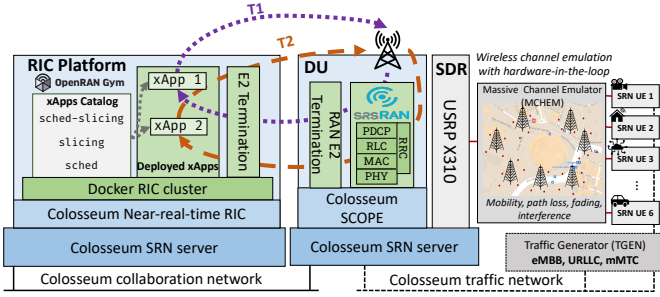 T1
T2
RIC Platform
OpenRAN Gym
xApps Catalog
sched-slicing
slicing
sched
xApp 1
xApp 2
Deployed xApps
E2 Termination
Docker RIC cluster
Colosseum Near-real-time RIC
Colosseum SRN server
Colosseum collaboration network
DU
RAN E2
Termination
srsRAN
PDCP
RLC
MAC
PHY
RRC
Colosseum
SCOPE
Colosseum SRN server
SDR
USRP X310
Wireless channel emulation
with hardware-in-the-loop
Massive Channel Emulator
(MCHEM)
Mobility, path loss, fading,
interference
SRN UE 1
SRN UE 2
SRN UE 3
...
SRN UE 6
Traffic Generator (TGEN)
eMBB, URLLC, mMTC
Colosseum traffic network